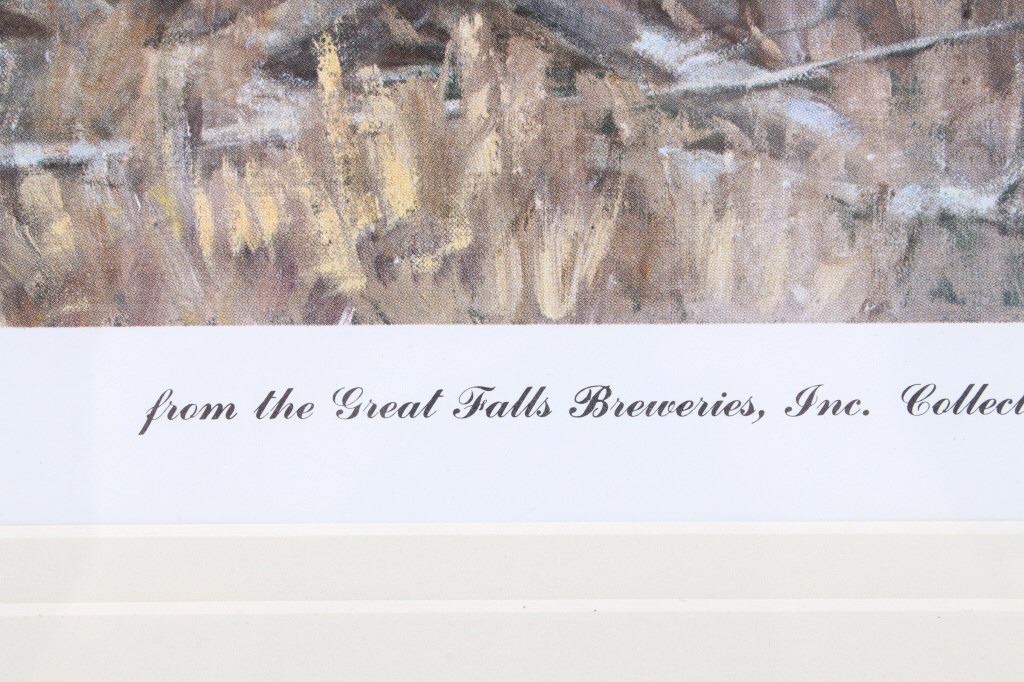 from the Great Falls Breweries, Inc. Collect